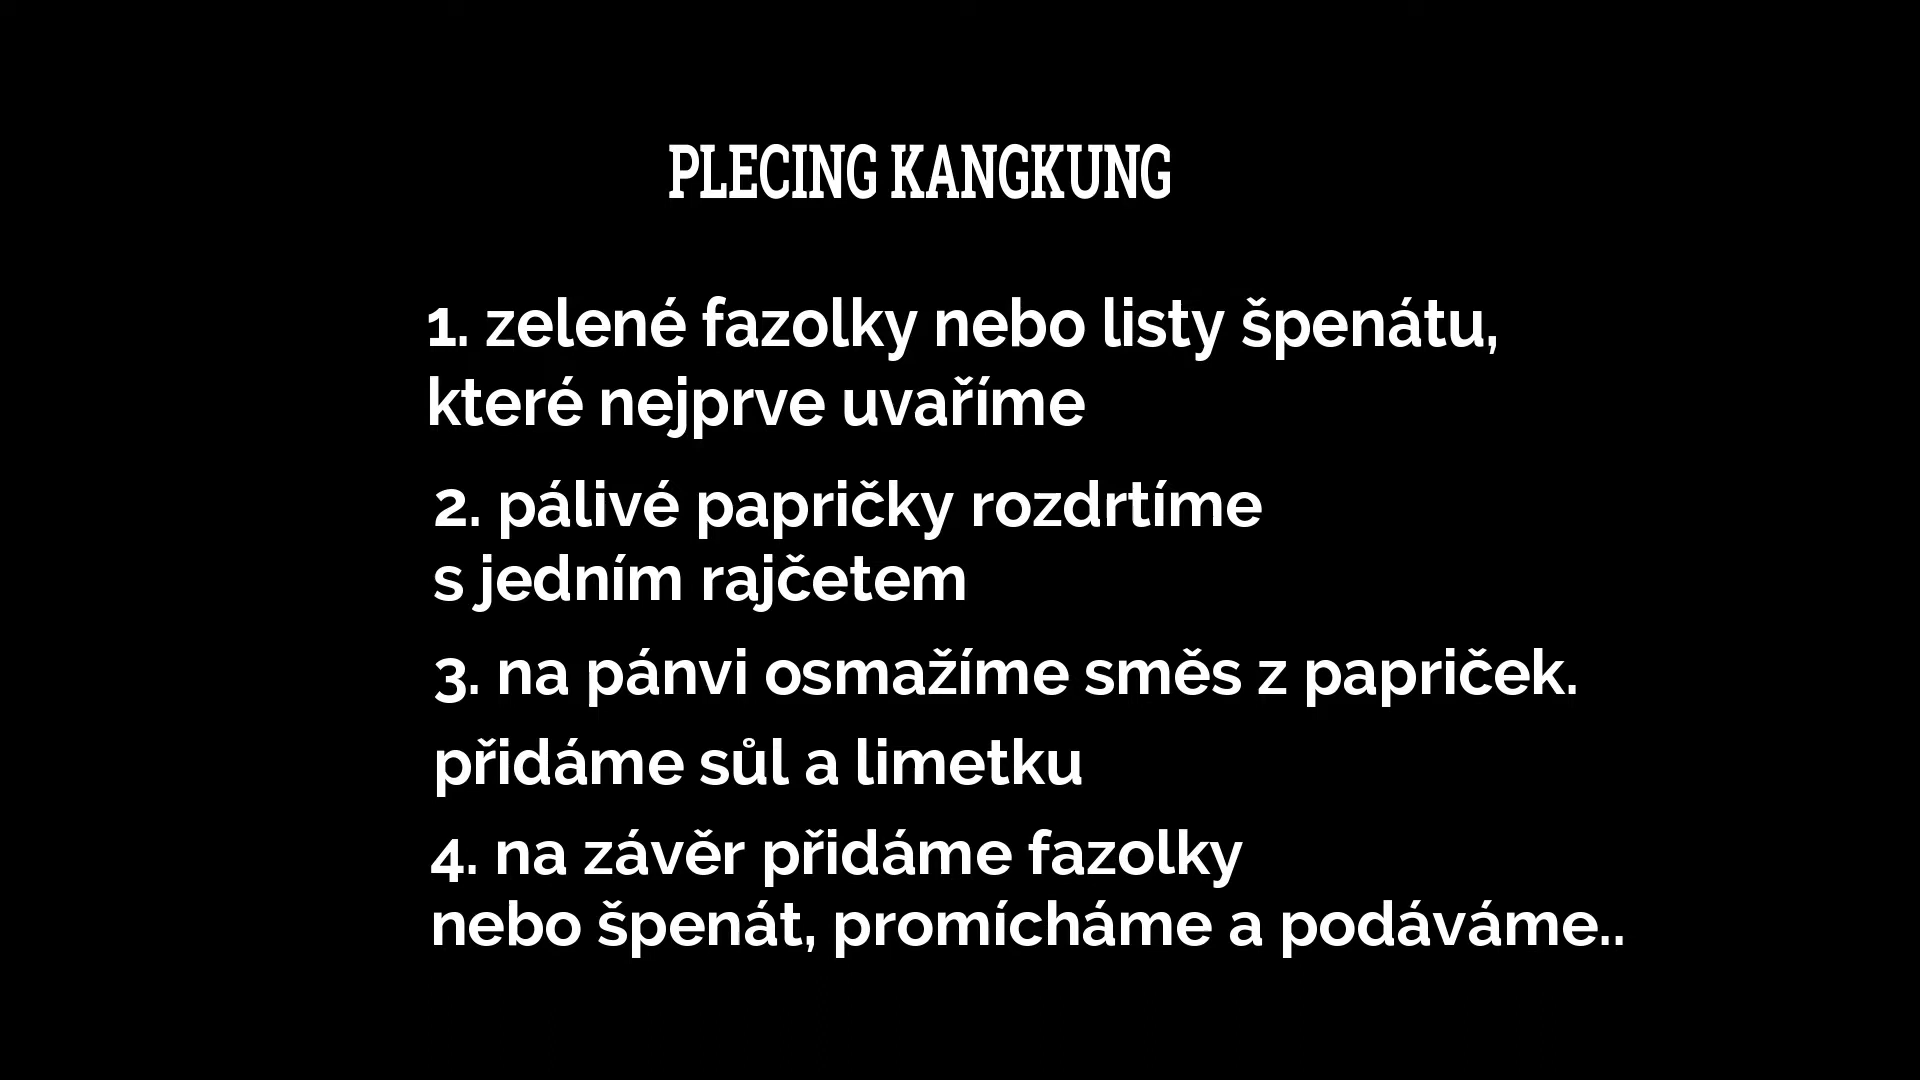 PLECING KANGKUNG
1. zelené fazolky nebo listy špenátu,
které nejprve uvaříme
2. pálivé papričky rozdrtíme
s jedním rajčetem
3. na pánvi osmažíme směs z papriček.
přidáme sůl a limetku
4. na závěr přidáme fazolky
nebo špenát, promícháme a podáváme..